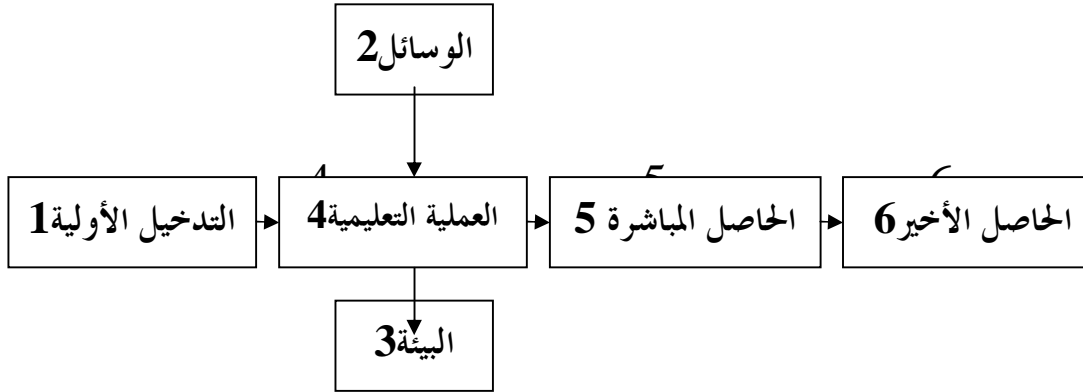 الوسائل2
التدخيل الأولية1
العملية التعليمية4
الحاصل المباشرة 5
الحاصل الأخير6
البيئة3